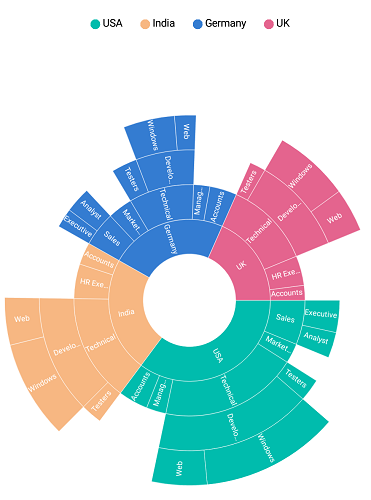 USA India Germany UK
Windows
Web
Testers
Develo..
Technical
Manag..
Accounts
Market..
Analyst
Executive
Sales
Germany
Testers
Windows
Develo..
Web
Technical
UK
HR Exe..
Accounts
Accounts
HR Exe..
India
Web
Develo..
Technical
Windows
Testers
Sales
Executive
Analyst
Market..
USA
Testers
Technical
Accounts
Manag..
Develo..
Windows
Web